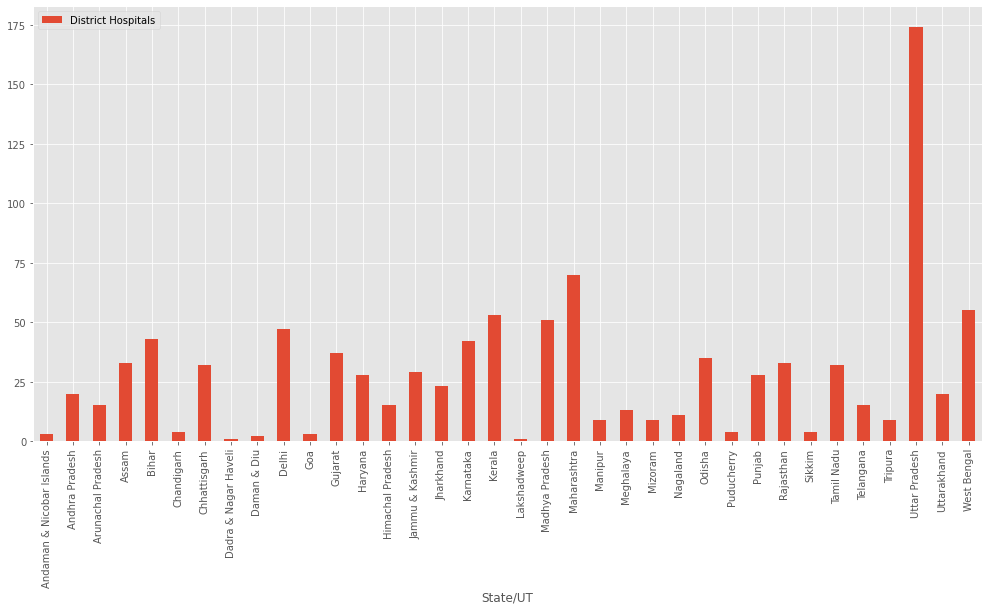 District Hospitals
175
150
125
100
75
50
25
0
Andaman & Nicobar Islands
Andhra Pradesh
Arunachal Pradesh
Assam
Bihar
Chandigarh
Chhattisgarh
Dadra & Nagar Haveli
Daman & Diu
Delhi
Goa
Gujarat
Haryana
Himachal Pradesh
Jammu & Kashmir
Jharkhand
Karnataka
Kerala
Lakshadweep
Madhya Pradesh
Maharashtra
Manipur
Meghalaya
Mizoram
Nagaland
Odisha
Puducherry
Punjab
Rajasthan
Sikkim
Tamil Nadu
Telangana
Tripura
Uttar Pradesh
Uttarakhand
West Bengal
State/UT